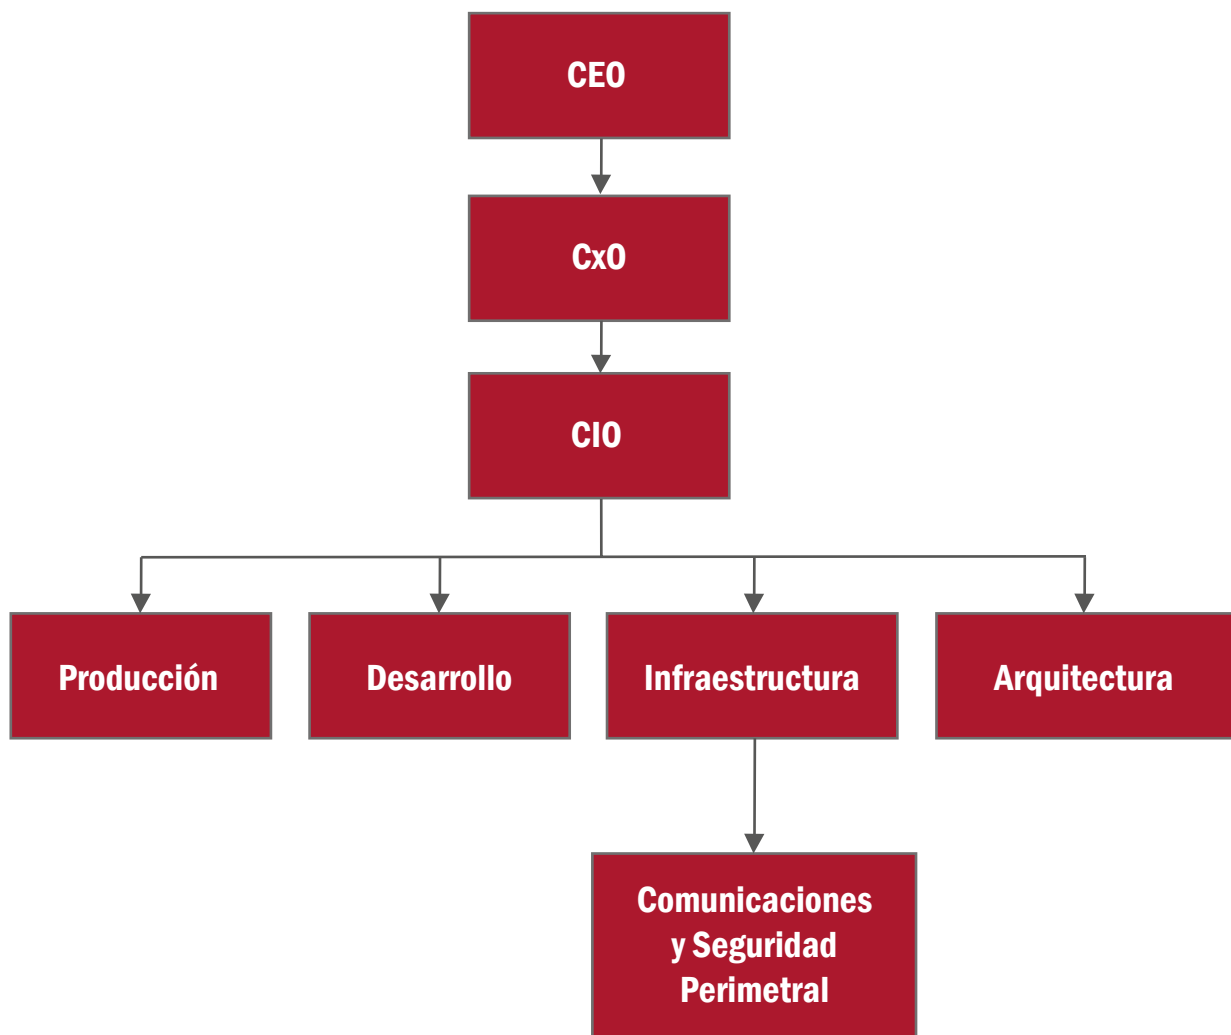 CEO
CxO
CIO
Producción
Desarrollo
Infraestructura
Arquitectura
Comunicaciones
y Seguridad
Perimetral